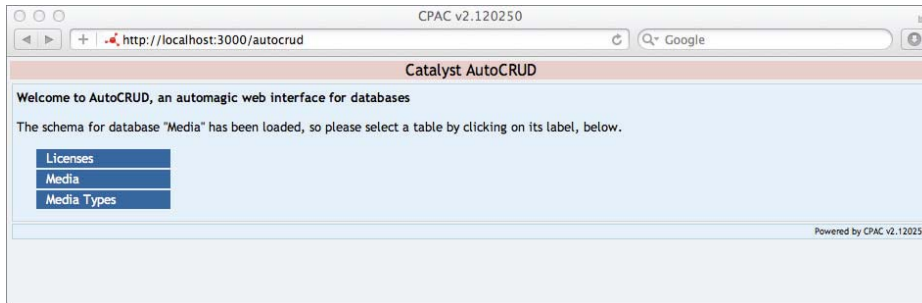 CPAC v2.120250
http://localhost:3000/autocrud
Google
Catalyst AutoCRUD
Welcome to AutoCRUD, an automagic web interface for databases
The schema for database "Media" has been loaded, so please select a table by clicking on its label, below.
Licenses
Media
Media Types
Powered by CPAC v2.12025